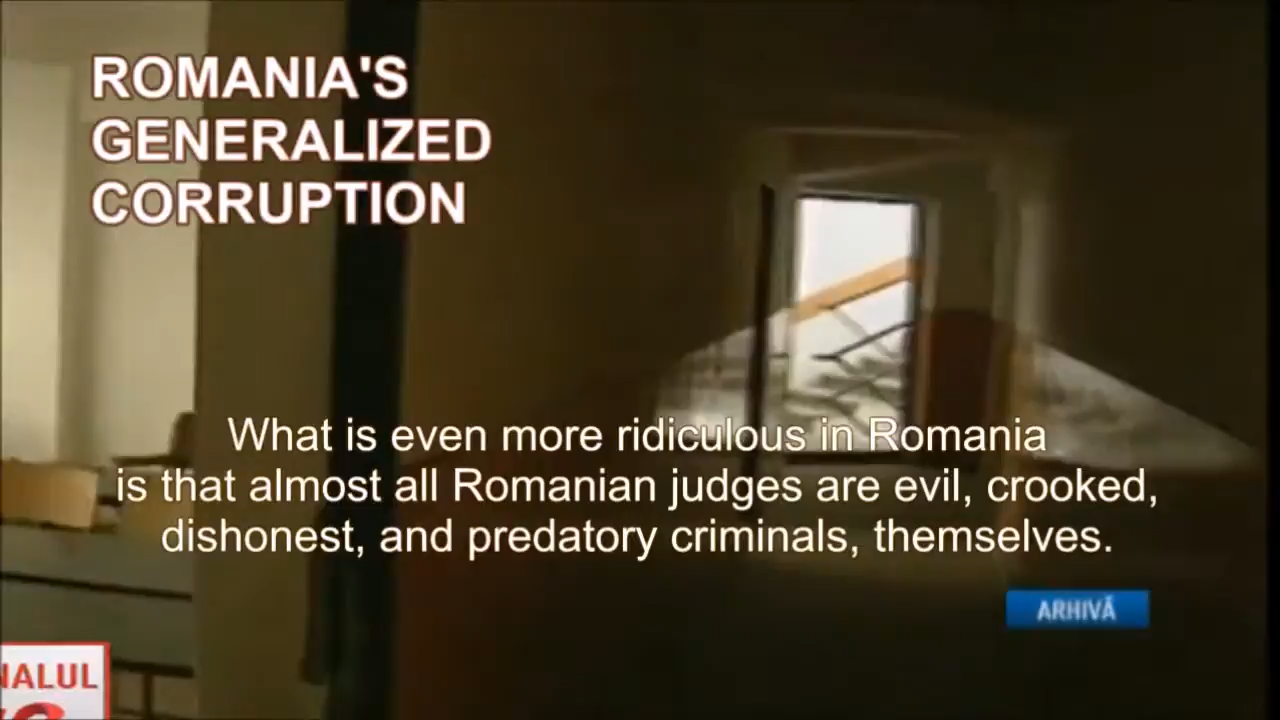 ROMANIA'S
GENERALIZED
CORRUPTION
What is even more ridiculous in Romania
is that almost all Romanian judges are evil, crooked,
dishonest, and predatory criminals, themselves.
ARHIVĂ
NALUL